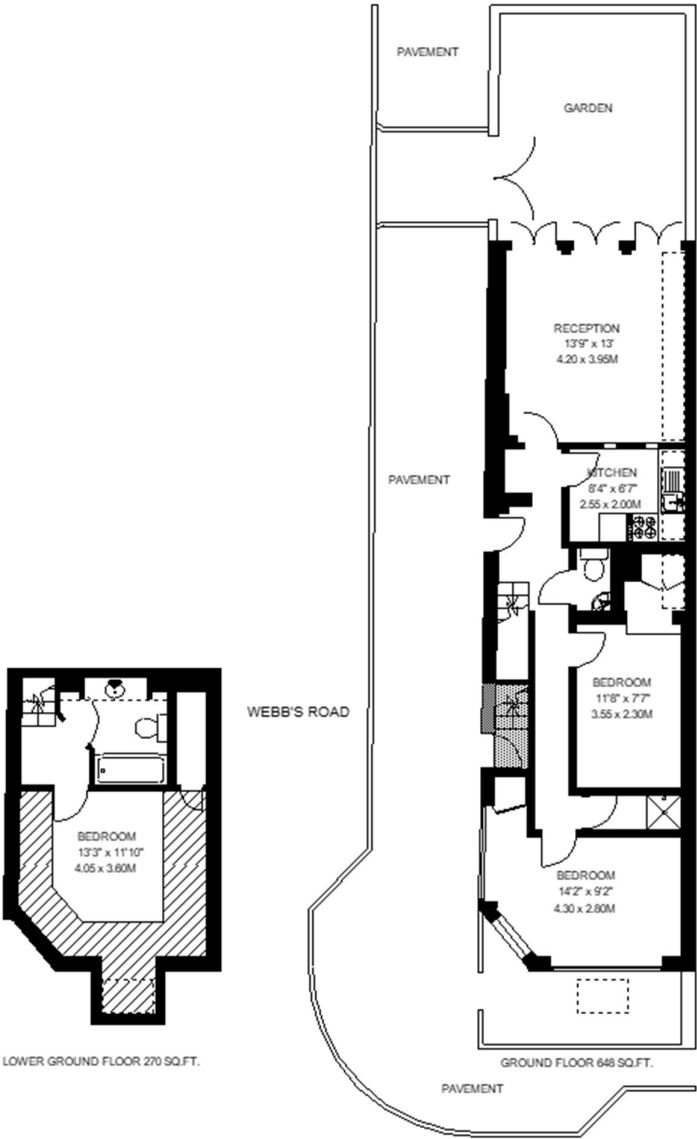 PAVEMENT
GARDEN
RECEPTION
13'9" x 13'
4.20 x 3.95M
PAVEMENT
KITCHEN
8'4" x 6'7"
2.55 x 2.00M
BEDROOM
11'8" x 7'7"
3.55 x 2.30M
WEBB'S ROAD
BEDROOM
13'3" x 11'10"
4.05 x 3.60M
BEDROOM
14'2" x 9'2"
4.30 x 2.80M
LOWER GROUND FLOOR 270 SQ.FT.
GROUND FLOOR 648 SQ.FT.
PAVEMENT